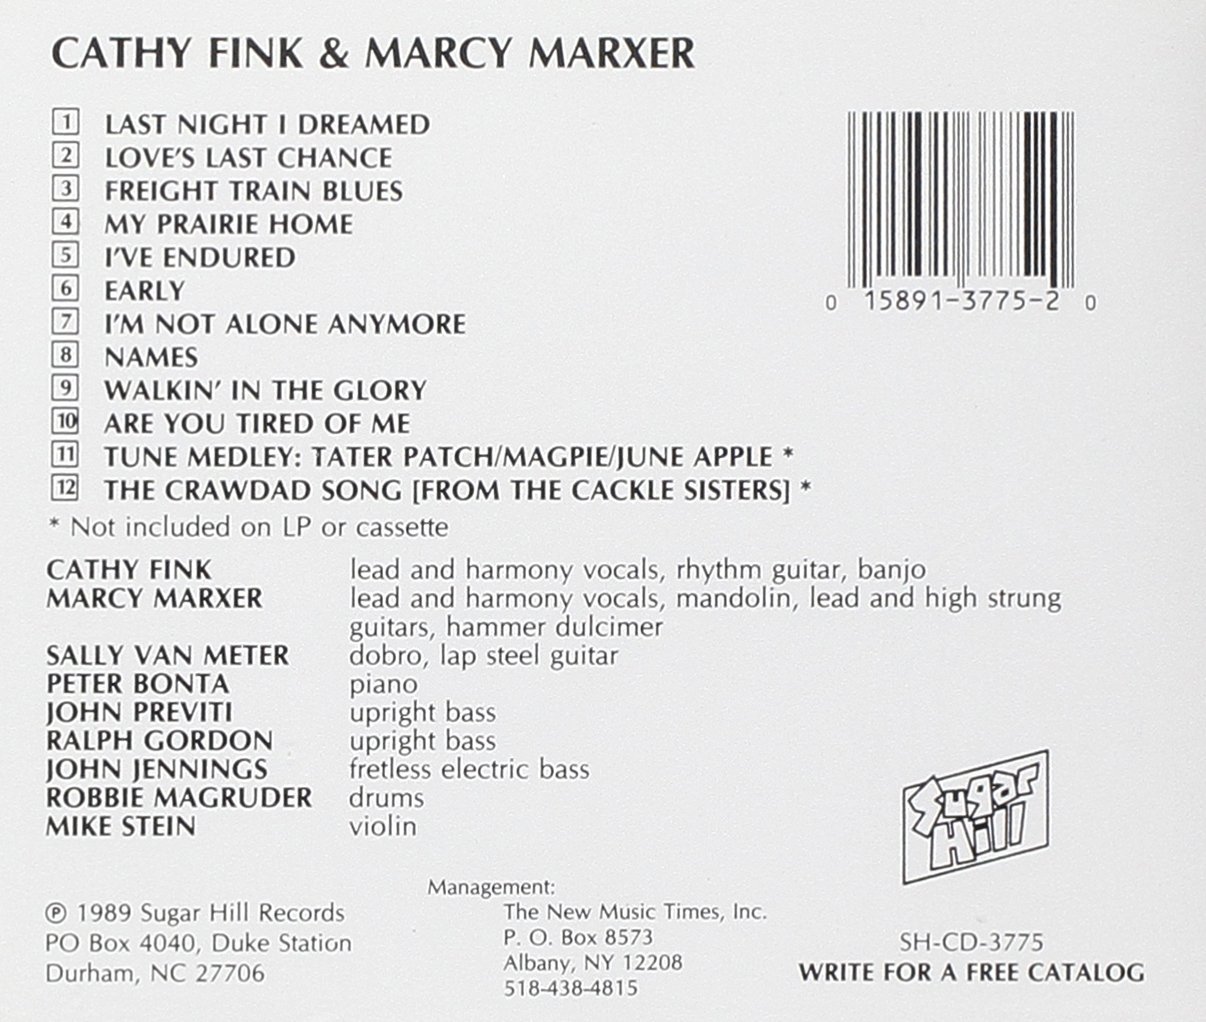 CATHY FINK & MARCY MARXER
1 LAST NIGHT I DREAMED
2 LOVE'S LAST CHANCE
3 FREIGHT TRAIN BLUES
4 MY PRAIRIE HOME
5 I'VE ENDURED
6 EARLY
7 I'M NOT ALONE ANYMORE
8 NAMES
9 WALKIN' IN THE GLORY
10 ARE YOU TIRED OF ME
11 TUNE MEDLEY: TATER PATCH/MAGPIE/JUNE APPLE *
12 THE CRAWDAD SONG [FROM THE CACKLE SISTERS] *
* Not included on LP or cassette
0 15891-3775-2 0
CATHY FINK lead and harmony vocals, rhythm guitar, banjo
MARCY MARXER lead and harmony vocals, mandolin, lead and high strung
guitars, hammer dulcimer
SALLY VAN METER dobro, lap steel guitar
PETER BONTA piano
JOHN PREVITI upright bass
RALPH GORDON upright bass
JOHN JENNINGS fretless electric bass
ROBBIE MAGRUDER drums
MIKE STEIN violin
Sugar
Hill
℗ 1989 Sugar Hill Records
PO Box 4040, Duke Station
Durham, NC 27706
Management:
The New Music Times, Inc.
P. O. Box 8573
Albany, NY 12208
518-438-4815
SH-CD-3775
WRITE FOR A FREE CATALOG